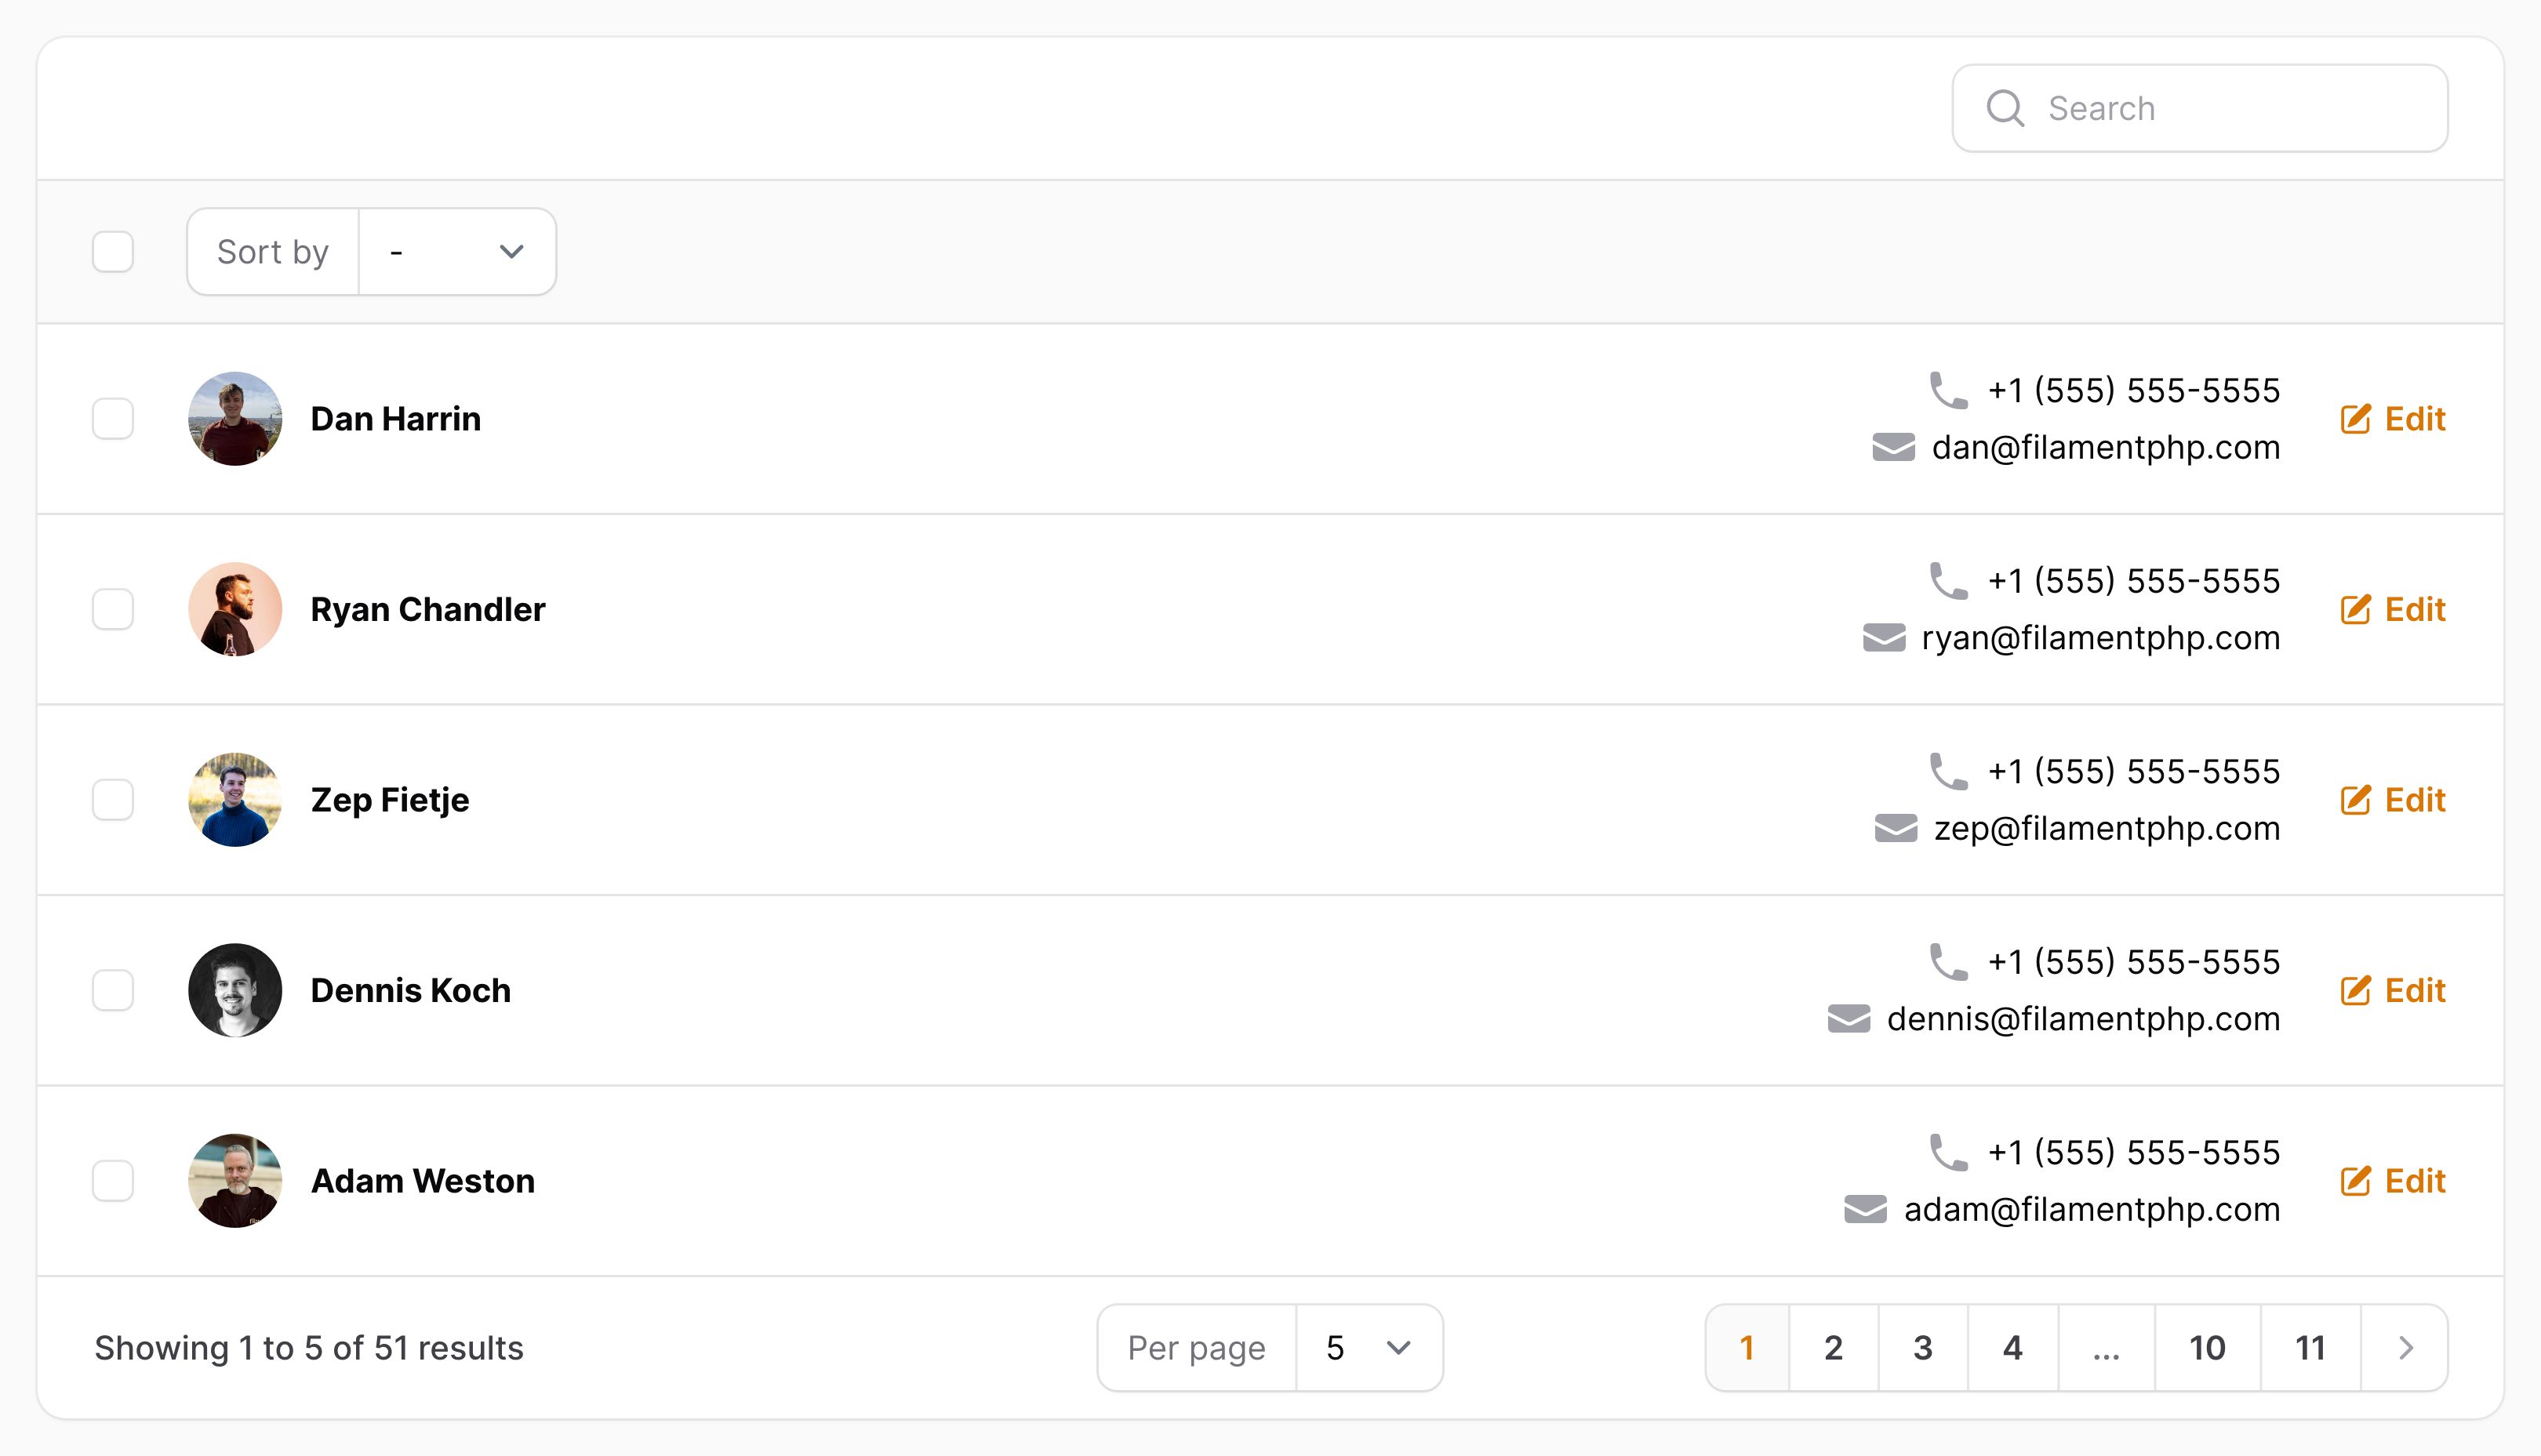 Search
Sort by -
Dan Harrin
+1 (555) 555-5555
dan@filamentphp.com
Edit
Ryan Chandler
+1 (555) 555-5555
ryan@filamentphp.com
Edit
Zep Fietje
+1 (555) 555-5555
zep@filamentphp.com
Edit
Dennis Koch
+1 (555) 555-5555
dennis@filamentphp.com
Edit
Adam Weston
+1 (555) 555-5555
adam@filamentphp.com
Edit
Showing 1 to 5 of 51 results
Per page 5
1 2 3 4 ... 10 11